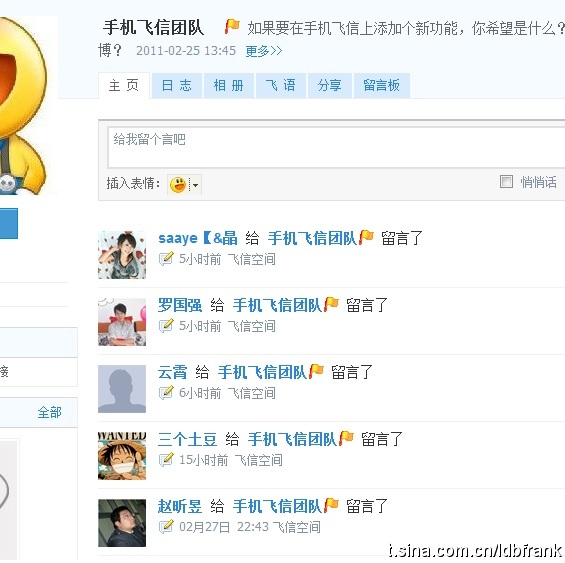 手机飞信团队 如果要在手机飞信上添加个新功能，你希望是什么？
博？ 2011-02-25 13:45 更多>>
主 页 日 志 相 册 飞 语 分享 留言板
给我留个言吧
插入表情： 悄悄话
saaye【&晶 给 手机飞信团队 留言了
5小时前 飞信空间
罗国强 给 手机飞信团队 留言了
5小时前 飞信空间
云霄 给 手机飞信团队 留言了
6小时前 飞信空间
接
全部
三个土豆 给 手机飞信团队 留言了
15小时前 飞信空间
WANTED
赵昕昱 给 手机飞信团队 留言了
02月27日 22:43 飞信空间
t.sina.com.cn/ldbfrank